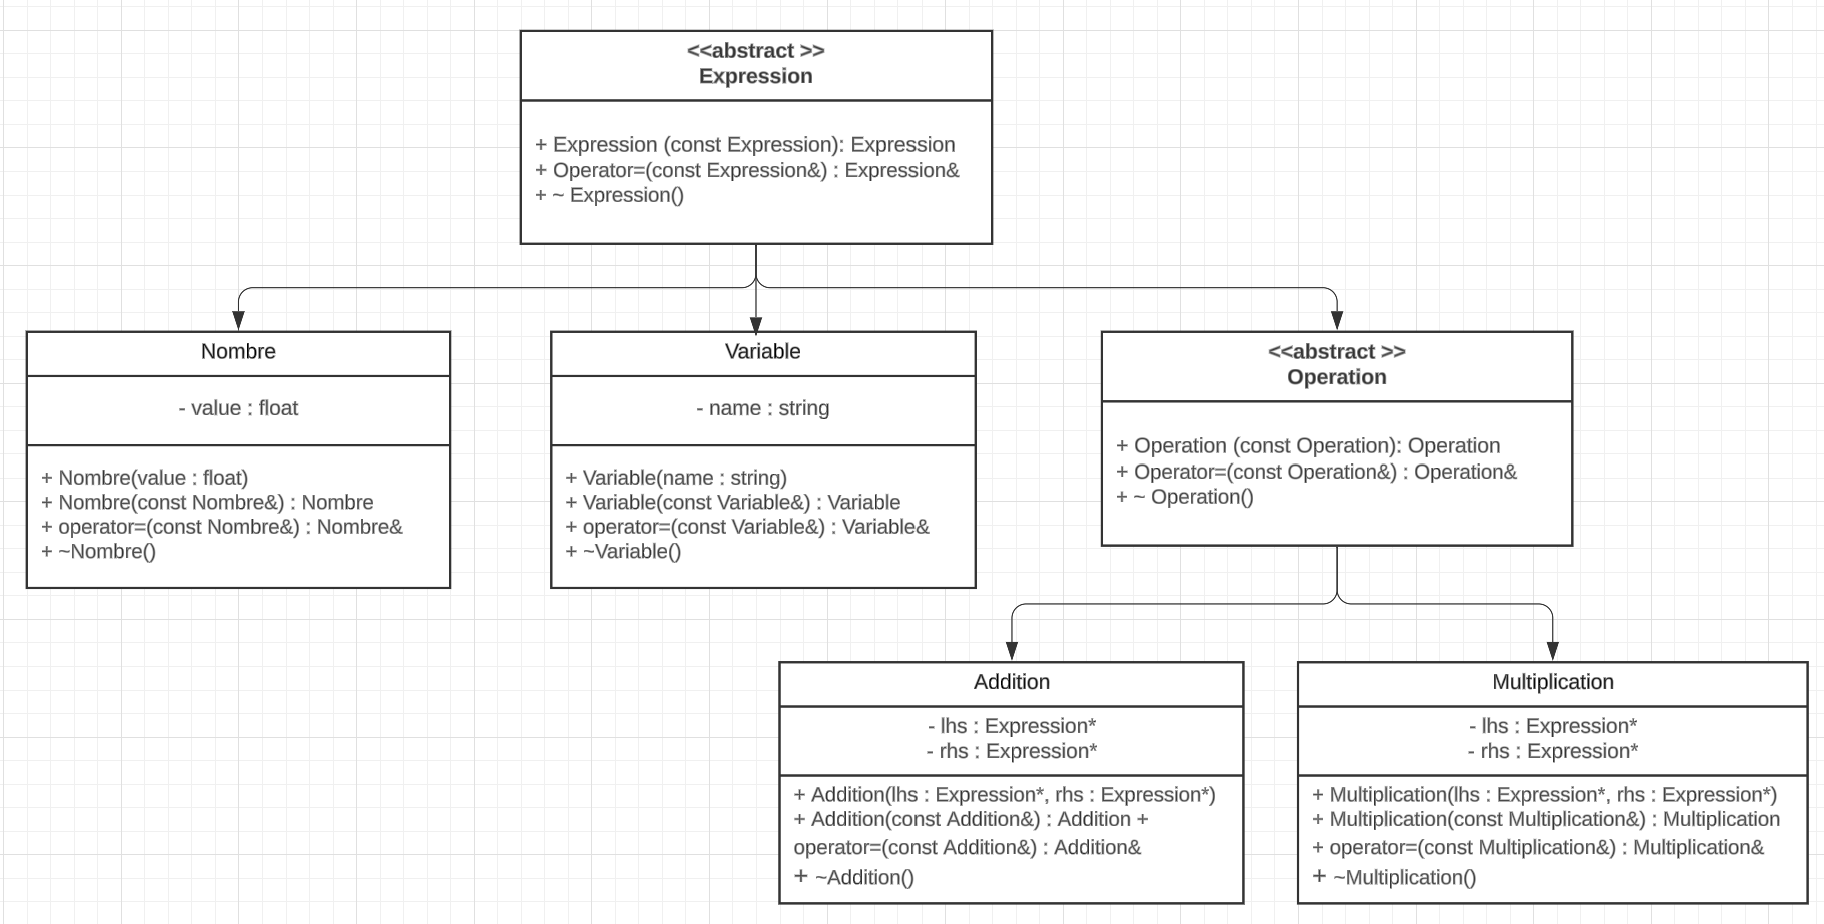 <<abstract >>
Expression
+ Expression (const Expression): Expression
+ Operator=(const Expression&) : Expression&
+ ~ Expression()
Nombre
- value : float
+ Nombre(value : float)
+ Nombre(const Nombre&) : Nombre
+ operator=(const Nombre&) : Nombre&
+ ~Nombre()
Variable
- name : string
+ Variable(name : string)
+ Variable(const Variable&) : Variable
+ operator=(const Variable&) : Variable&
+ ~Variable()
<<abstract >>
Operation
+ Operation (const Operation): Operation
+ Operator=(const Operation&) : Operation&
+ ~ Operation()
Addition
- lhs : Expression*
- rhs : Expression*
+ Addition(lhs : Expression*, rhs : Expression*)
+ Addition(const Addition&) : Addition +
operator=(const Addition&) : Addition&
+ ~Addition()
Multiplication
- lhs : Expression*
- rhs : Expression*
+ Multiplication(lhs : Expression*, rhs : Expression*)
+ Multiplication(const Multiplication&) : Multiplication
+ operator=(const Multiplication&) : Multiplication&
+ ~Multiplication()